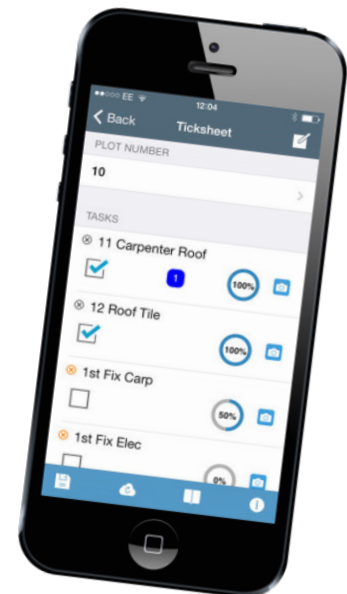 EE 12:04
Back Ticksheet
PLOT NUMBER
10
TASKS
11 Carpenter Roof
1 100%
12 Roof Tile
100%
1st Fix Carp
50%
1st Fix Elec
0%